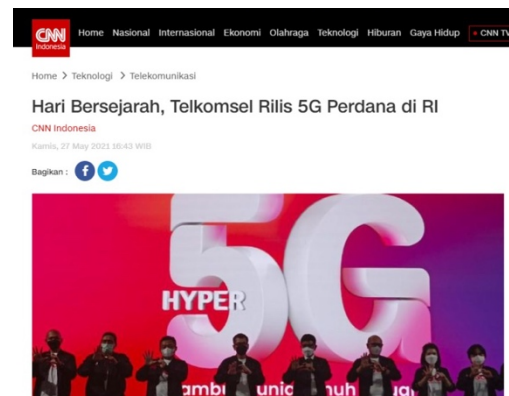 CNN
Indonesia
Home Nasional Internasional Ekonomi Olahraga Teknologi Hiburan Gaya Hidup CNN TV
Home > Teknologi > Telekomunikasi
Hari Bersejarah, Telkomsel Rilis 5G Perdana di RI
CNN Indonesia
Kamis, 27 May 2021 16:43 WIB
Bagikan :
5G
HYPER